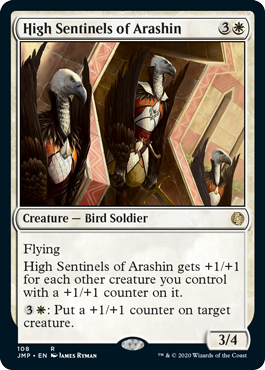 High Sentinels of Arashin 3
Creature — Bird Soldier
Flying
High Sentinels of Arashin gets +1/+1
for each other creature you control
with a +1/+1 counter on it.
3 : Put a +1/+1 counter on target
creature.
3/4
108 R
JMP • EN JAMES RYMAN ™ & © 2020 Wizards of the Coast